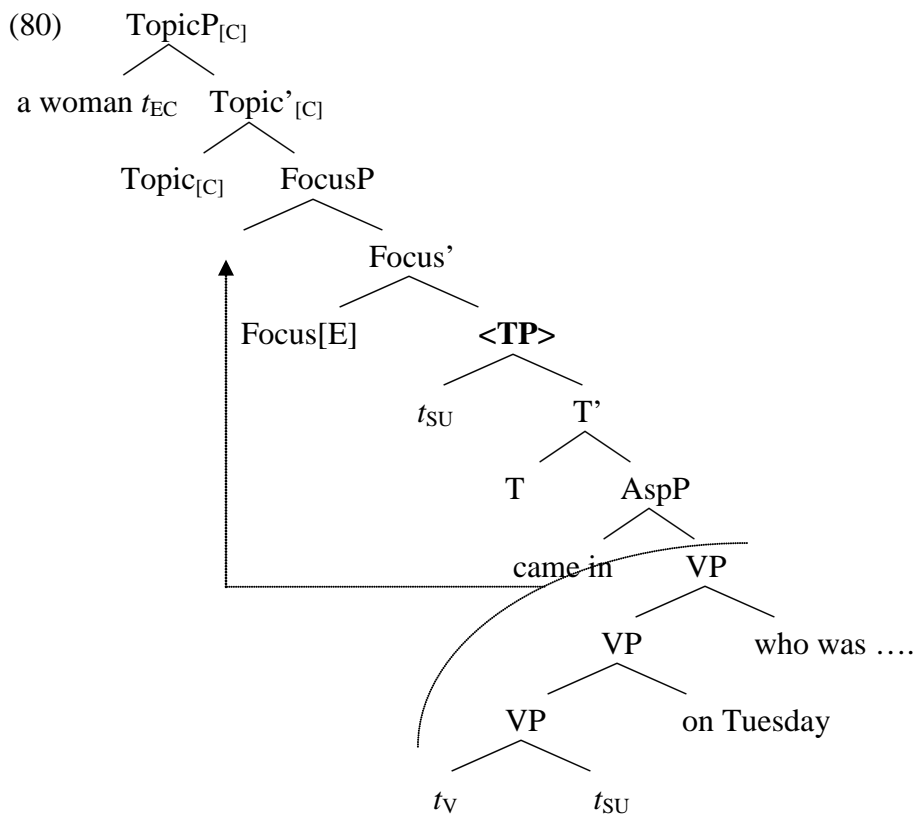 (80) TopicP[C]
a woman tEC Topic’[C]
Topic[C] FocusP
Focus’
Focus[E] <TP>
tSU T’
T AspP
came in VP
VP who was ….
VP on Tuesday
tV tSU